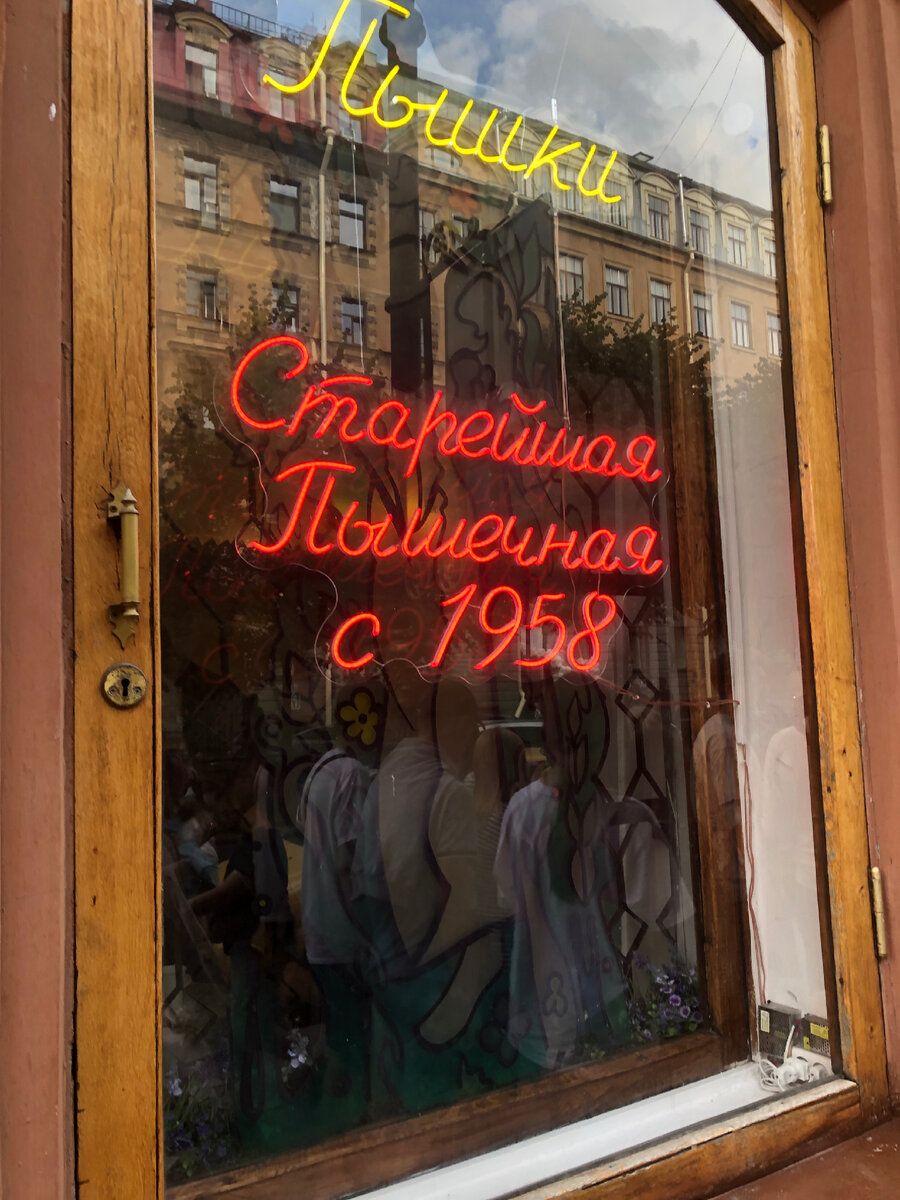 Пышки
Старейшая
Пышечная
с 1958